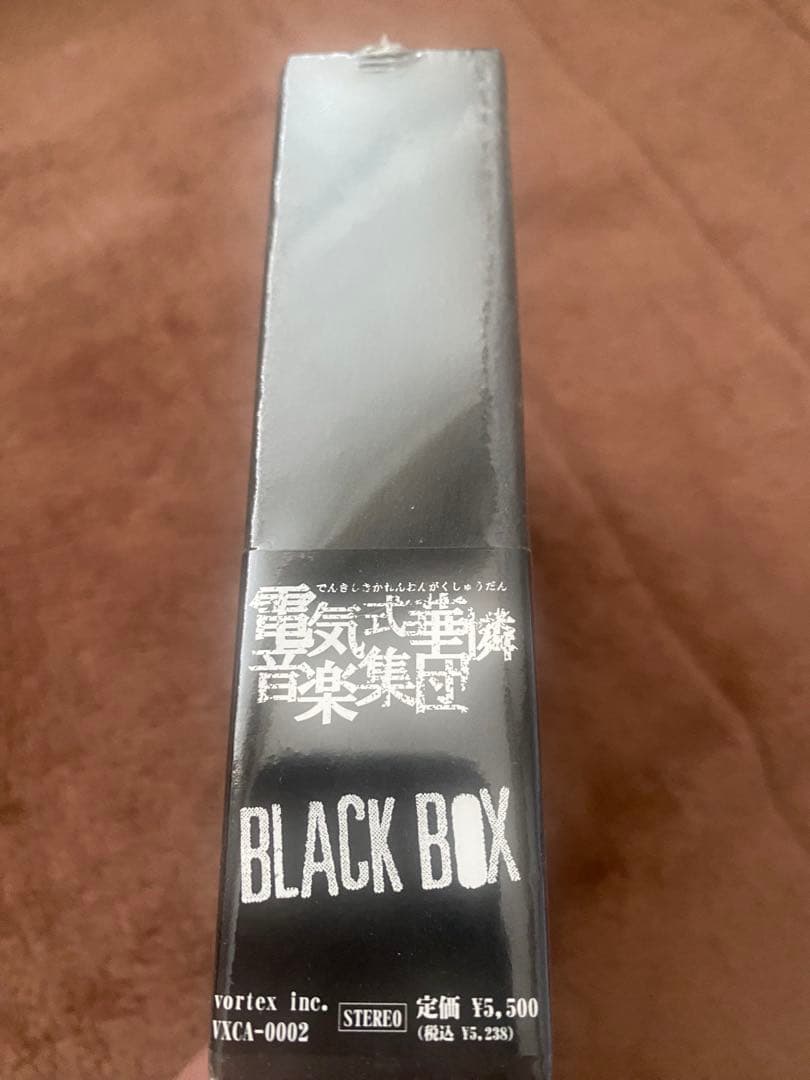 でんきしきかれんおんがくしゅうだん
電気式華憐
音楽集団
BLACK BOX
vortex inc.
VXCA-0002
STEREO
定価 ¥5,500
(税込 ¥5,238)